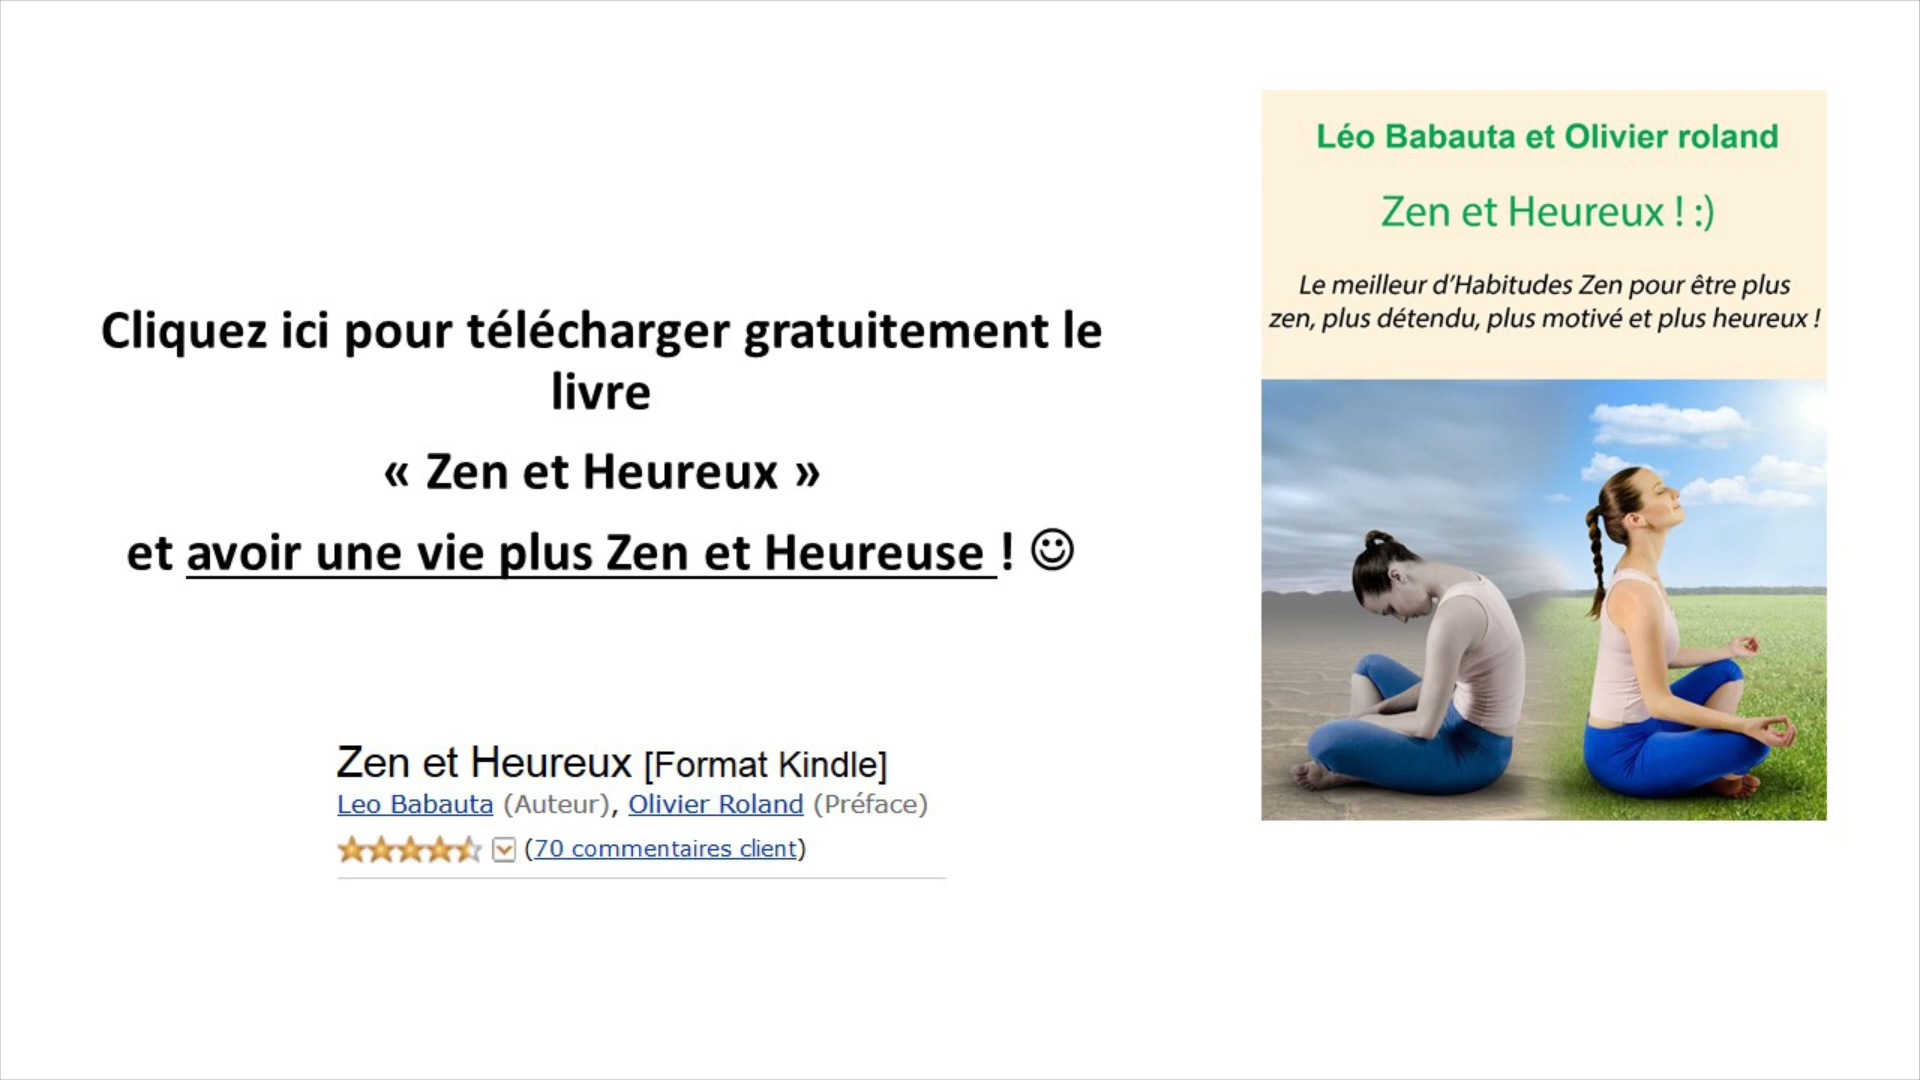 Cliquez ici pour télécharger gratuitement le
livre
« Zen et Heureux »
et avoir une vie plus Zen et Heureuse ! ☺
Zen et Heureux [Format Kindle]
Leo Babauta (Auteur), Olivier Roland (Préface)
(70 commentaires client)
Léo Babauta et Olivier roland
Zen et Heureux ! :)
Le meilleur d'Habitudes Zen pour être plus
zen, plus détendu, plus motivé et plus heureux !